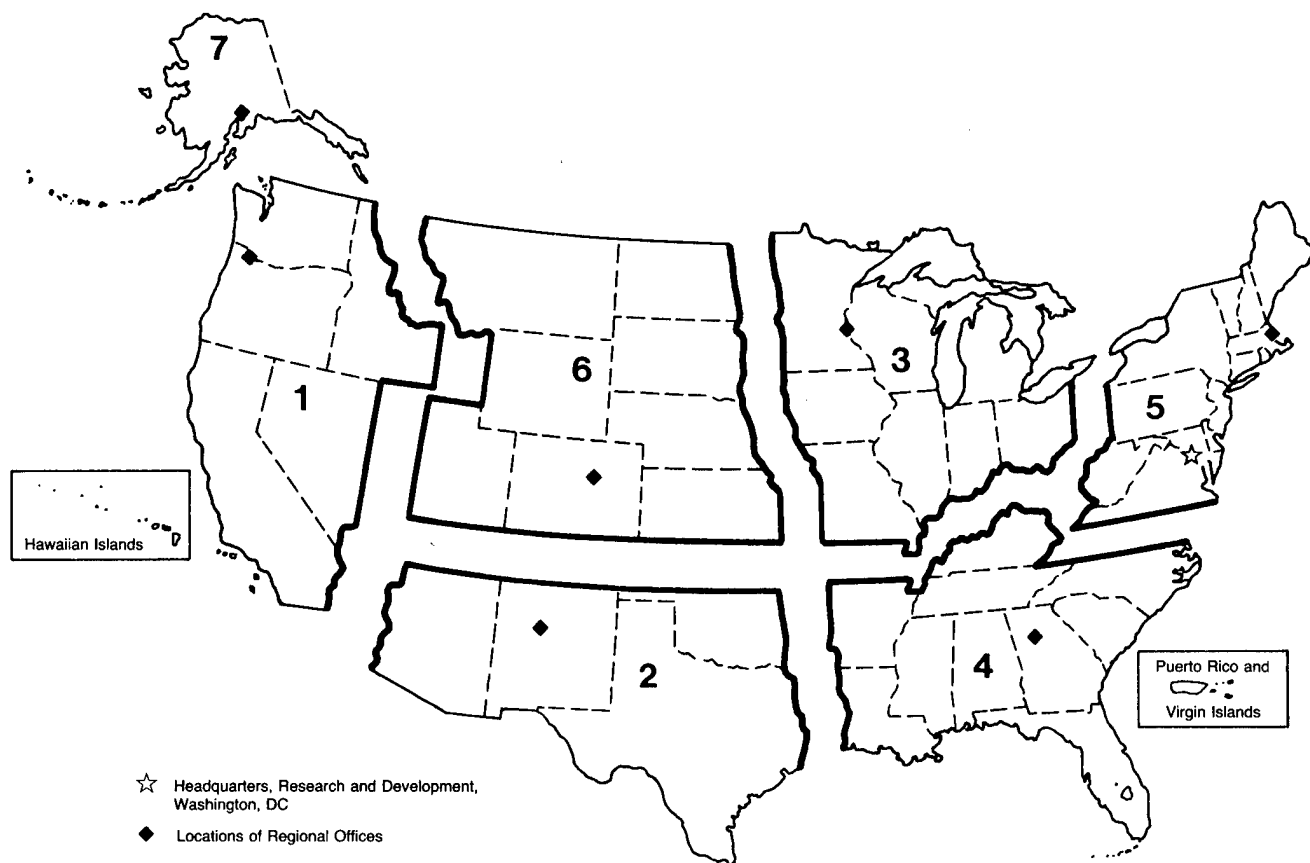 7
6
3
1
5
Hawaiian Islands
4
2
Puerto Rico and
Virgin Islands
☆ Headquarters, Research and Development,
Washington, DC
◆ Locations of Regional Offices